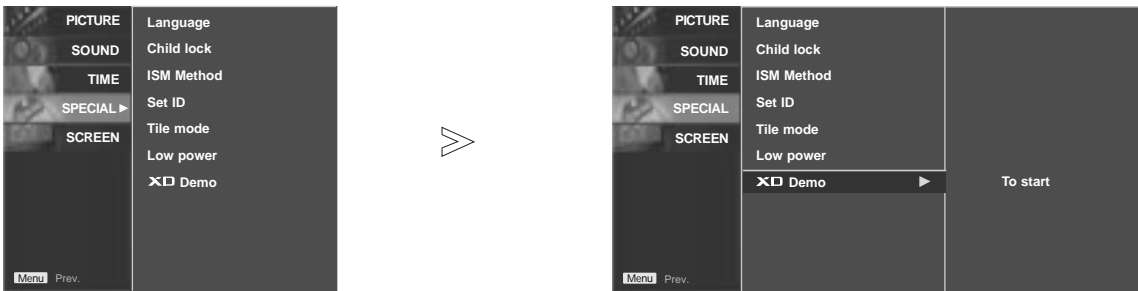 PICTURE
SOUND
TIME
SPECIAL ►
SCREEN
Language
Child lock
ISM Method
Set ID
Tile mode
Low power
XD Demo
Menu Prev.
PICTURE
SOUND
TIME
SPECIAL
SCREEN
Language
Child lock
ISM Method
Set ID
Tile mode
Low power
XD Demo ►
To start
Menu Prev.